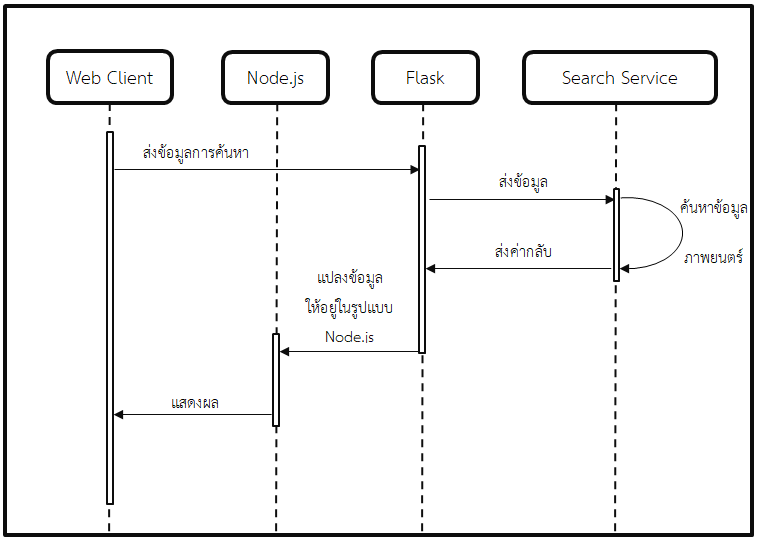 Web Client
Node.js
Flask
Search Service
ส่งข้อมูลการค้นหา
ส่งข้อมูล
ค้นหาข้อมูล
ภาพยนตร์
ส่งค่ากลับ
แปลงข้อมูล
ให้อยู่ในรูปแบบ
Node.js
แสดงผล